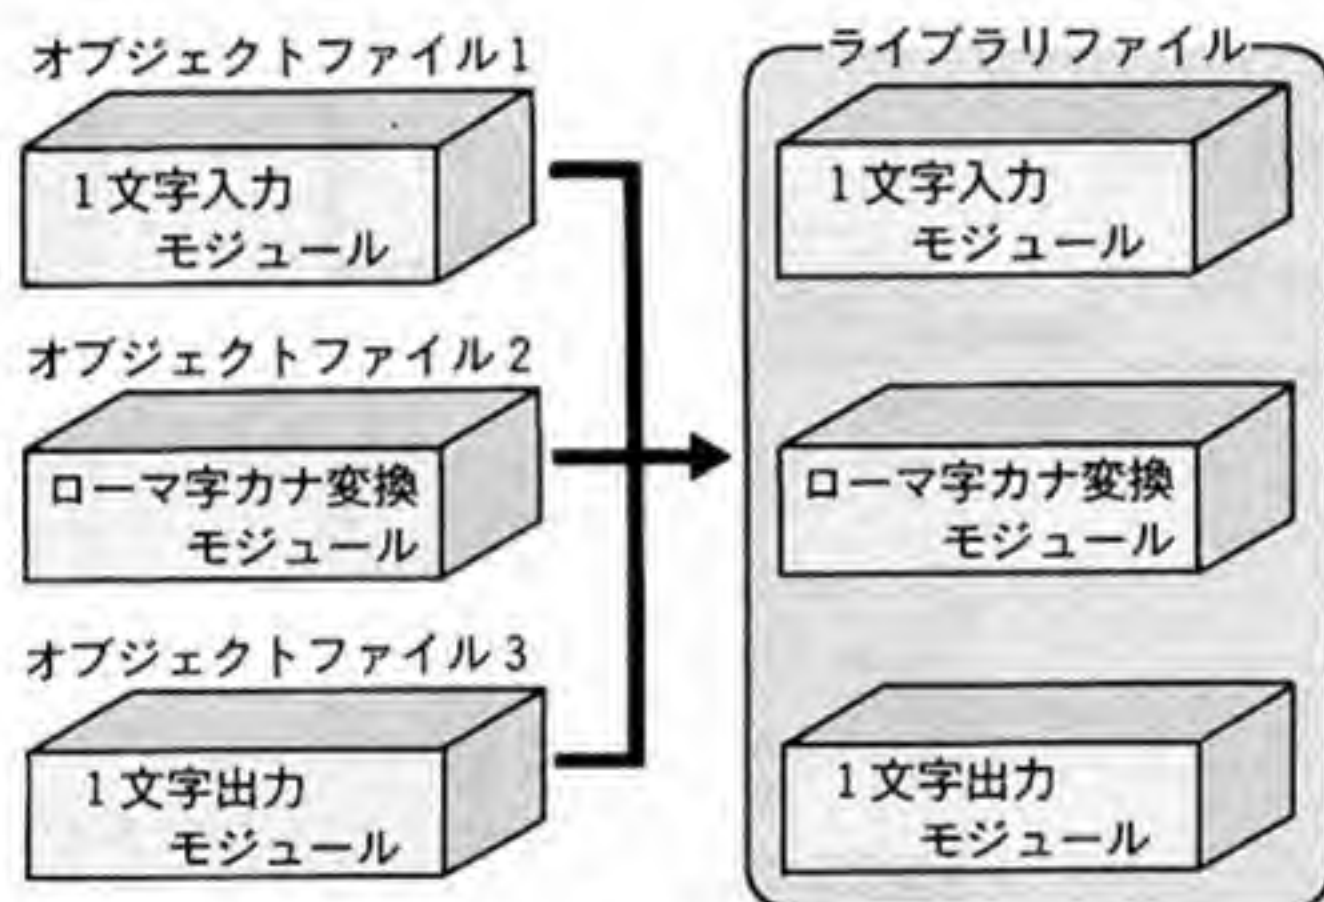 オブジェクトファイル1
1文字入力
モジュール
オブジェクトファイル2
ローマ字カナ変換
モジュール
オブジェクトファイル3
1文字出力
モジュール
ライブラリファイル
1文字入力
モジュール
ローマ字カナ変換
モジュール
1文字出力
モジュール